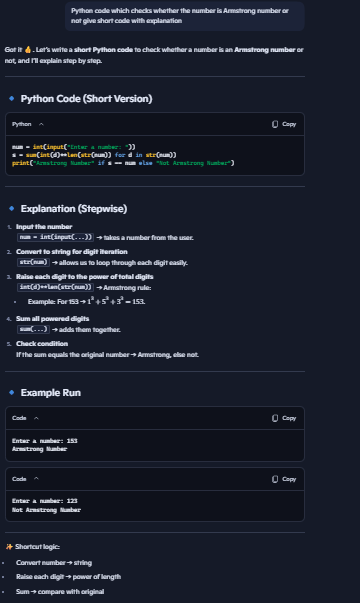 Python code which checks whether the number is Armstrong number or
not give short code with explanation
Got it 👍. Let's write a short Python code to check whether a number is an Armstrong number or
not, and I'll explain step by step.
🔹 Python Code (Short Version)
Python
Copy
num = int(input("Enter a number: "))
s = sum(int(d)**len(str(num)) for d in str(num))
print("Armstrong Number" if s == num else "Not Armstrong Number")
🔹 Explanation (Stepwise)
1. Input the number
num = int(input(...)) → takes a number from the user.
2. Convert to string for digit iteration
str(num) → allows us to loop through each digit easily.
3. Raise each digit to the power of total digits
int(d)**len(str(num)) → Armstrong rule:
• Example: For 153 → 1³ + 5³ + 3³ = 153.
4. Sum all powered digits
sum(...) → adds them together.
5. Check condition
If the sum equals the original number → Armstrong, else not.
🔹 Example Run
Code
Copy
Enter a number: 153
Armstrong Number
Code
Copy
Enter a number: 123
Not Armstrong Number
✨ Shortcut logic:
• Convert number → string
• Raise each digit → power of length
• Sum → compare with original